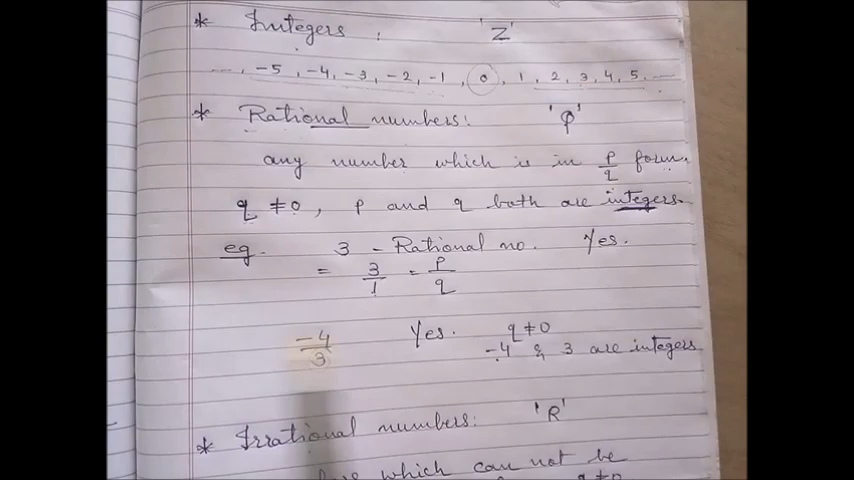 * Integers : 'Z'
..., -5, -4, -3, -2, -1, 0, 1, 2, 3, 4, 5, ...
* Rational numbers: 'Q'
any number which is in p/q form.
q ≠ 0, p and q both are integers.
eg. 3 - Rational no. Yes.
= 3/1 = p/q
-4/3 Yes. q ≠ 0
-4 & 3 are integers
* Irrational numbers: 'R'
which can not be
q ≠ 0